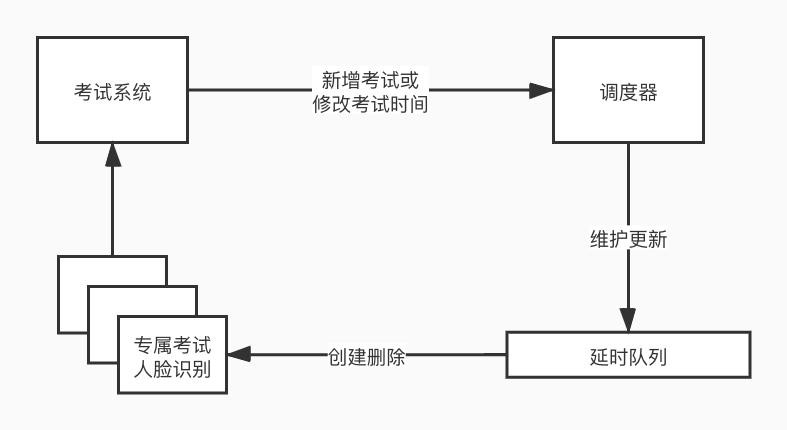 考试系统
新增考试或
修改考试时间
调度器
维护更新
专属考试
人脸识别
创建删除
延时队列